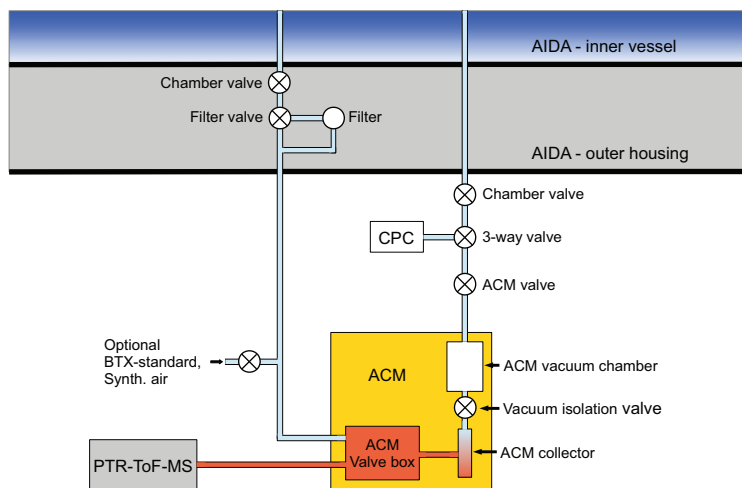 AIDA - inner vessel
Chamber valve
Filter valve
Filter
AIDA - outer housing
Chamber valve
CPC
3-way valve
ACM valve
Optional
BTX-standard,
Synth. air
ACM
ACM vacuum chamber
Vacuum isolation valve
ACM
Valve box
ACM collector
PTR-ToF-MS